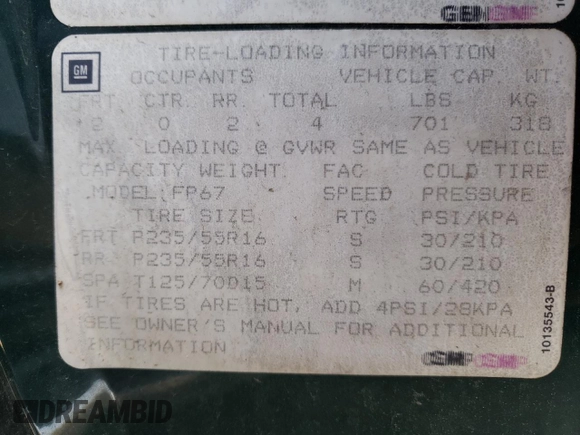 GM
TIRE-LOADING INFORMATION
OCCUPANTS VEHICLE CAP. WT.
FRT CTR. RR. TOTAL LBS KG
2 0 2 4 701 318
MAX. LOADING @ GVWR SAME AS VEHICLE
CAPACITY WEIGHT. FAC COLD TIRE
MODEL FP67 SPEED PRESSURE
TIRE SIZE RTG PSI/KPA
FRT P235/55R16 S 30/210
RR P235/55R16 S 30/210
SPA T125/70D15 M 60/420
IF TIRES ARE HOT, ADD 4PSI/28KPA
SEE OWNER'S MANUAL FOR ADDITIONAL
INFORMATION
10135543-B
DREAMBID